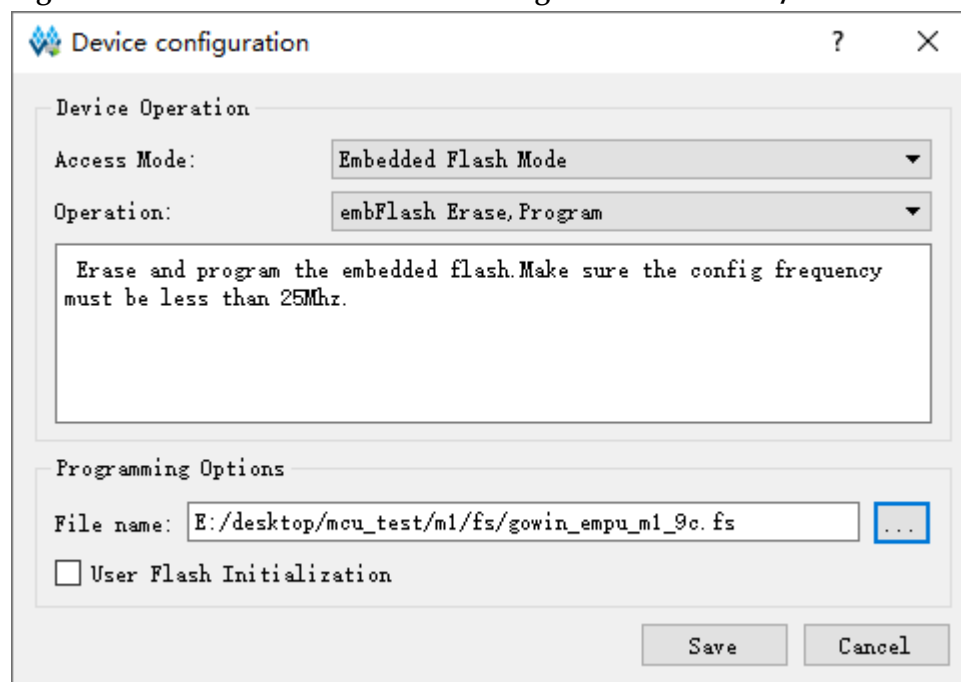 Device configuration ? ×
Device Operation
Access Mode: Embedded Flash Mode
Operation: embFlash Erase,Program
Erase and program the embedded flash.Make sure the config frequency
must be less than 25Mhz.
Programming Options
File name: E:/desktop/mcu_test/m1/fs/gowin_empu_m1_9c.fs ...
User Flash Initialization
Save Cancel